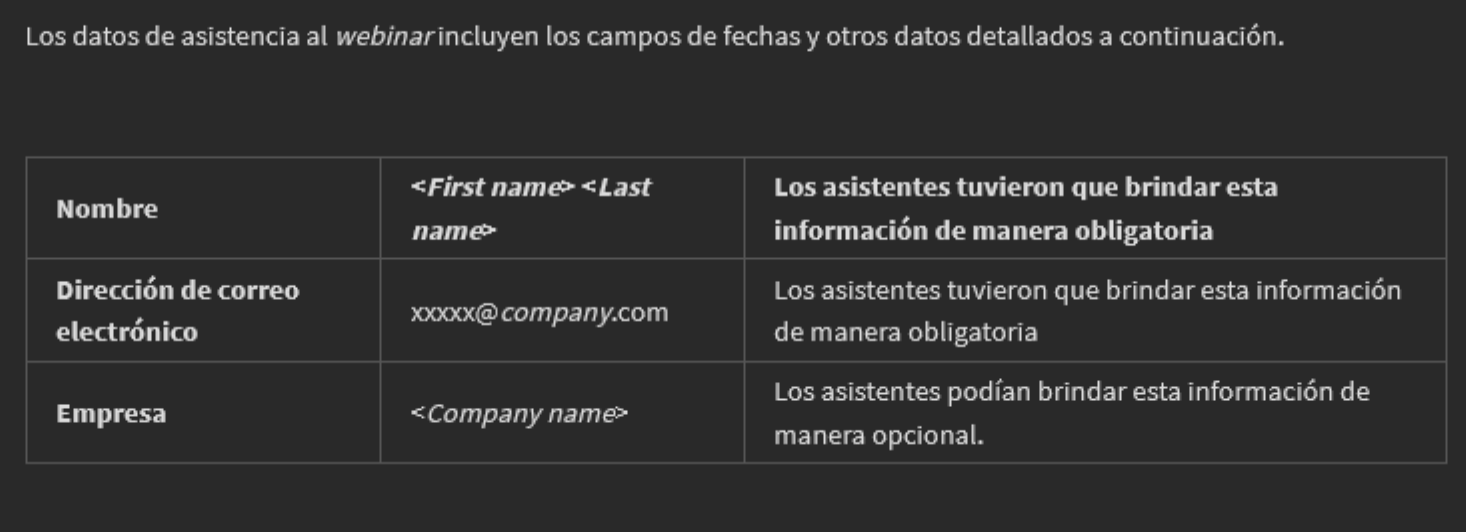 Los datos de asistencia al webinar incluyen los campos de fechas y otros datos detallados a continuación.
Nombre
<First name> <Last
name>
Los asistentes tuvieron que brindar esta
información de manera obligatoria
Dirección de correo
electrónico
xxxxx@company.com
Los asistentes tuvieron que brindar esta información
de manera obligatoria
Empresa
<Company name>
Los asistentes podían brindar esta información de
manera opcional.